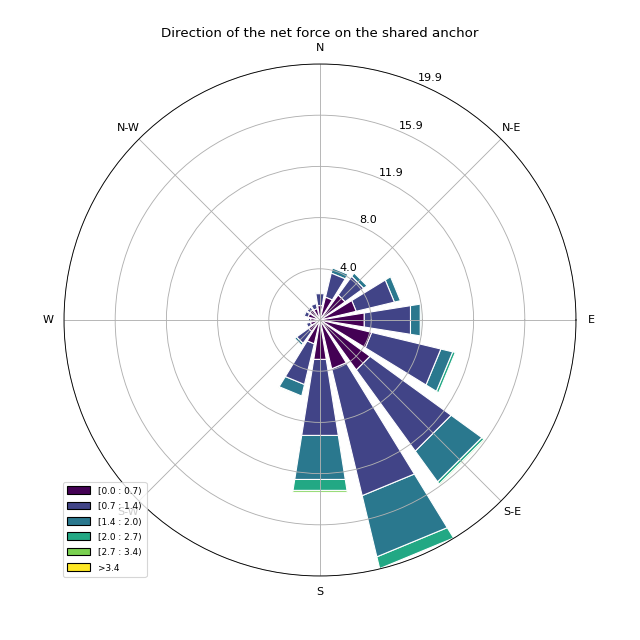 Direction of the net force on the shared anchor
N
19.9
N-W
15.9
N-E
11.9
8.0
4.0
W
E
[0.0 : 0.7)
[0.7 : 1.4)
[1.4 : 2.0)
[2.0 : 2.7)
[2.7 : 3.4)
>3.4
S-W
S-E
S